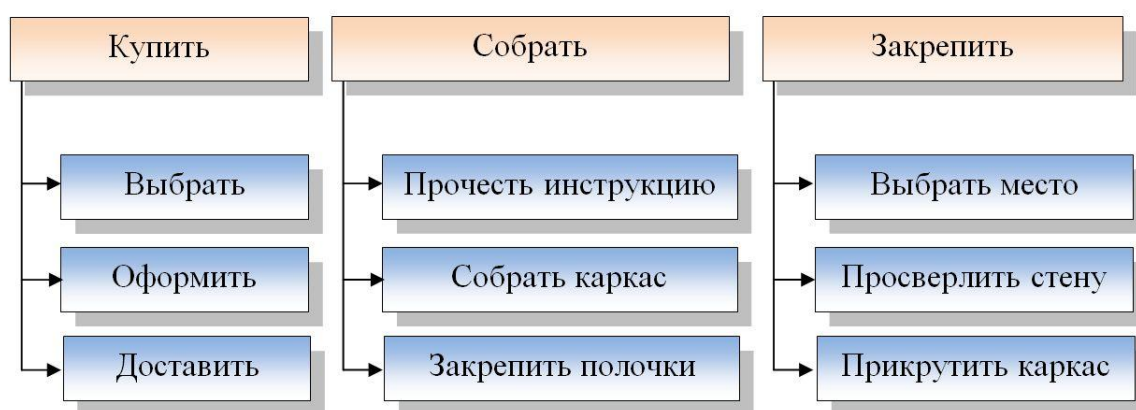 Купить
Выбрать
Оформить
Доставить
Собрать
Прочесть инструкцию
Собрать каркас
Закрепить полочки
Закрепить
Выбрать место
Просверлить стену
Прикрутить каркас